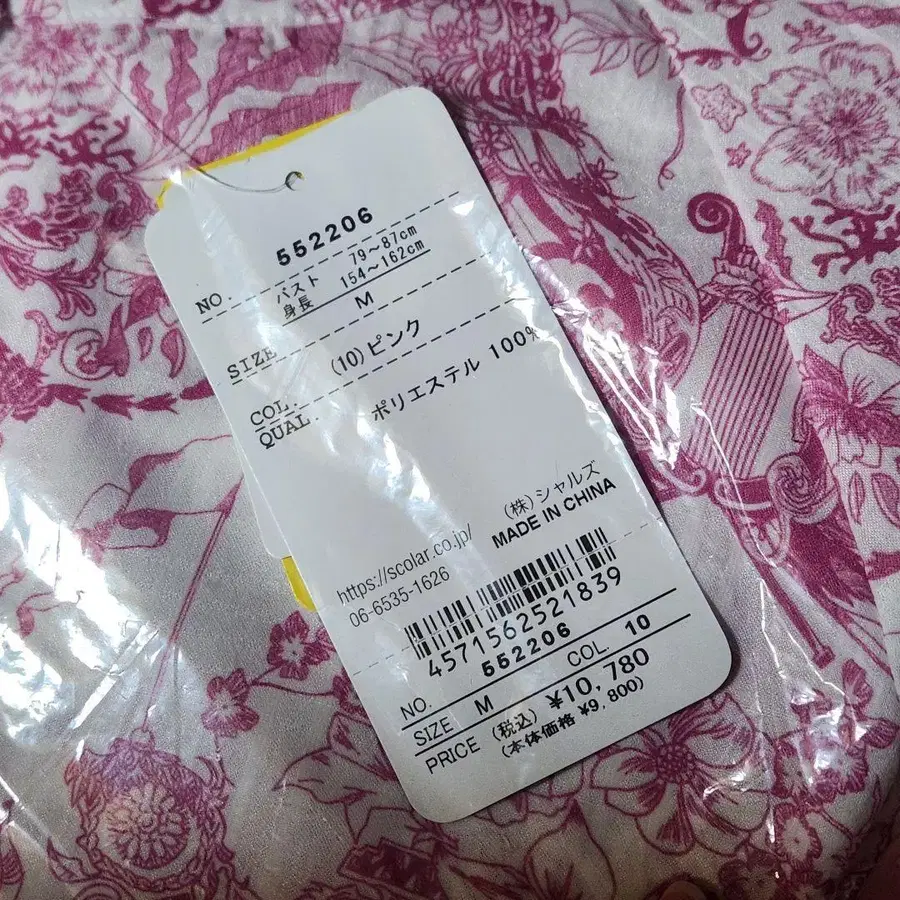 NO. 552206
バスト 79～87cm
身長 154～162cm
SIZE M
COL. (10)ピンク
QUAL. ポリエステル 100%
(株)シャルズ
MADE IN CHINA
https://scolar.co.jp/
06-6535-1626
4571562521839
NO. 552206
SIZE M COL. 10
PRICE (税込) ¥10,780
(本体価格 ¥9,800)